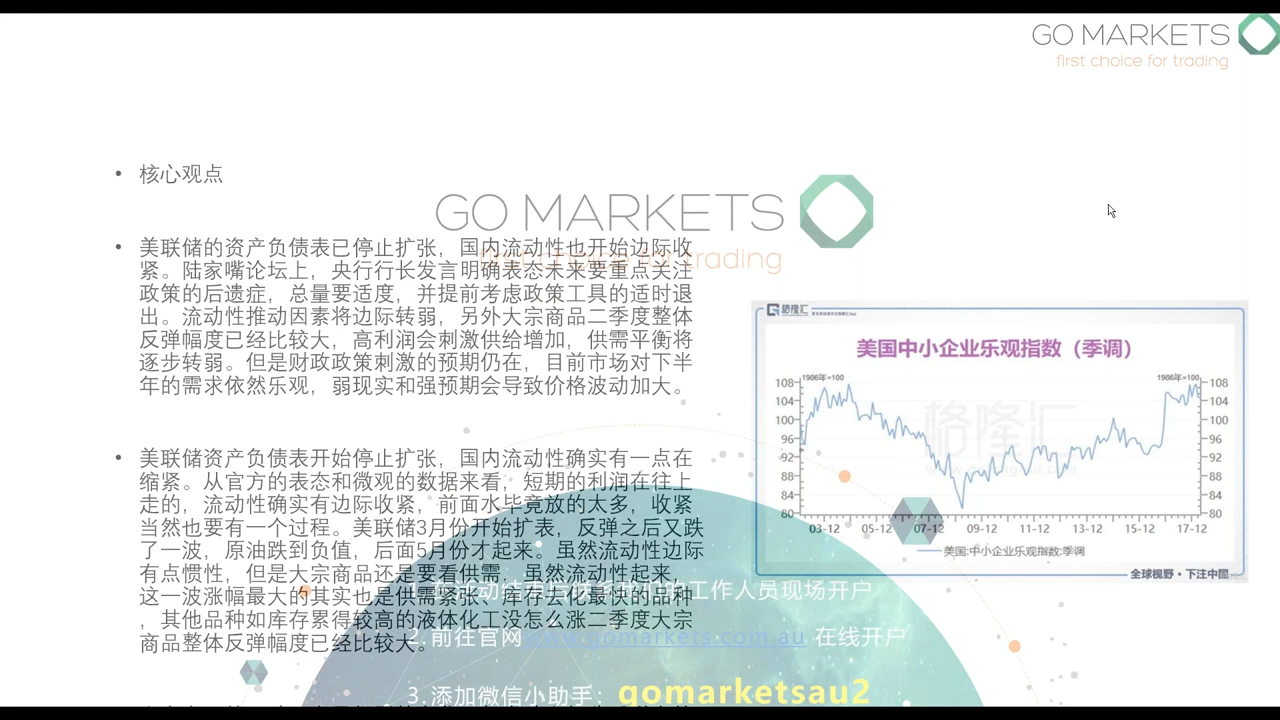 GO MARKETS
first choice for trading
• 核心观点
GO MARKETS
trading
• 美联储的资产负债表已停止扩张，国内流动性也开始边际收
紧。陆家嘴论坛上，央行行长发言明确表态未来要重点关注
政策的后遗症，总量要适度，并提前考虑政策工具的适时退
出。流动性推动因素将边际转弱，另外大宗商品二季度整体
反弹幅度已经比较大，高利润会刺激供给增加，供需平衡将
逐步转弱。但是财政政策刺激的预期仍在，目前市场对下半
年的需求依然乐观，弱现实和强预期会导致价格波动加大。
• 美联储资产负债表开始停止扩张，国内流动性确实有一点在
缩紧。从官方的表态和微观的数据来看，短期的利润在往上
走的，流动性确实有边际收紧，前面水毕竟放的太多，收紧
当然也要有一个过程。美联储3月份开始扩表，反弹之后又跌
了一波，原油跌到负值，后面5月份才起来。虽然流动性边际
有点惯性，但是大宗商品还是要看供需，虽然流动性起来，
这一波涨幅最大的其实也是供需紧张、库存去化最快的品种
，其他品种如库存累得较高的液体化工没怎么涨二季度大宗
商品整体反弹幅度已经比较大。
工作人员现场开户
2.前往官网www.gomarkets.com.au 在线开户
3.添加微信小助手：gomarketsau2
格隆汇
美国中小企业乐观指数（季调）
1986年=100 1986年=100
108 108
104 104
100 100
96 96
92 92
88 88
84 84
80 80
03-12 05-12 07-12 09-12 11-12 13-12 15-12 17-12
美国:中小企业乐观指数:季调
格隆汇
全球视野·下注中国